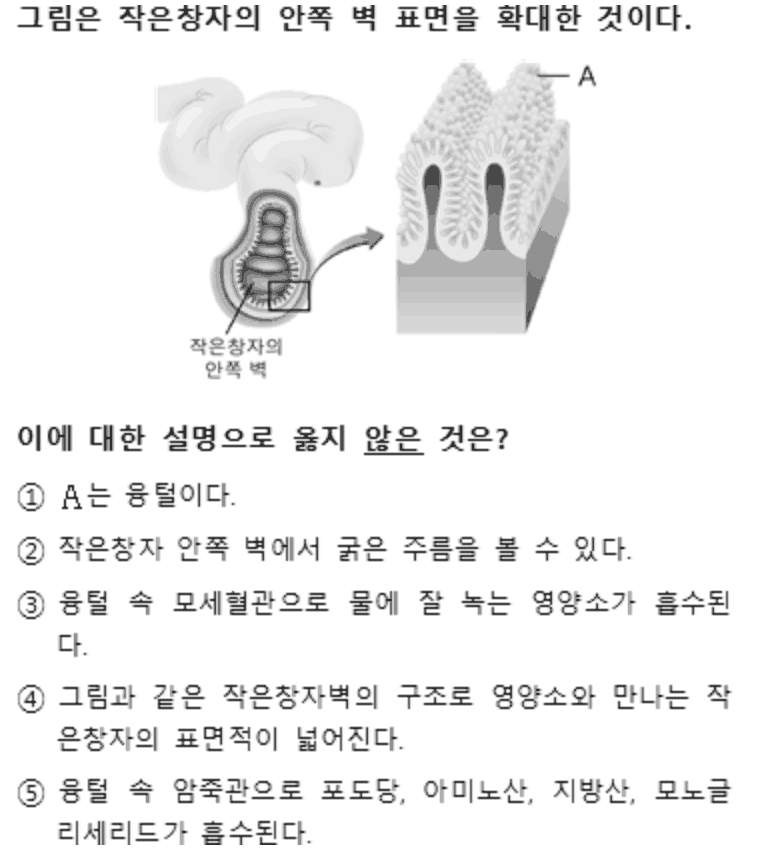 그림은 작은창자의 안쪽 벽 표면을 확대한 것이다.
A
작은창자의
안쪽 벽
이에 대한 설명으로 옳지 않은 것은?
① A는 융털이다.
② 작은창자 안쪽 벽에서 굵은 주름을 볼 수 있다.
③ 융털 속 모세혈관으로 물에 잘 녹는 영양소가 흡수된
다.
④ 그림과 같은 작은창자벽의 구조로 영양소와 만나는 작
은창자의 표면적이 넓어진다.
⑤ 융털 속 암죽관으로 포도당, 아미노산, 지방산, 모노글
리세리드가 흡수된다.